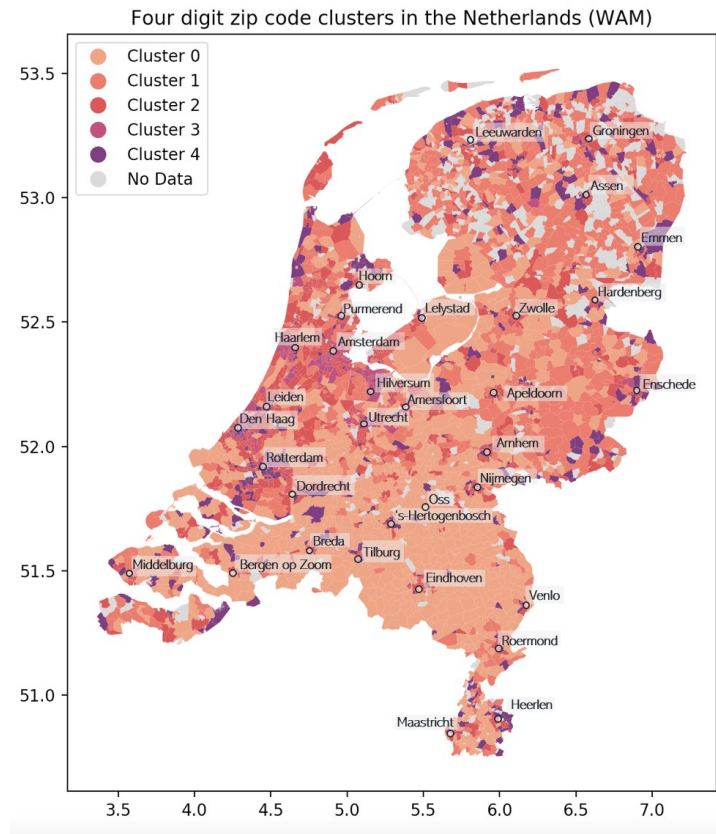 Four digit zip code clusters in the Netherlands (WAM)
Cluster 0
Cluster 1
Cluster 2
Cluster 3
Cluster 4
No Data
53.5
53.0
52.5
52.0
51.5
51.0
Leeuwarden
Groningen
Assen
Emmen
Hoorn
Hardenberg
Purmerend
Lelystad
Zwolle
Haarlem
Amsterdam
Hilversum
Enschede
Leiden
Amersfoort
Apeldoorn
Den Haag
Utrecht
Arnhem
Rotterdam
Dordrecht
Nijmegen
Oss
's-Hertogenbosch
Breda
Tilburg
Middelburg
Bergen op Zoom
Eindhoven
Venlo
Roermond
Heerlen
Maastricht
3.5
4.0
4.5
5.0
5.5
6.0
6.5
7.0